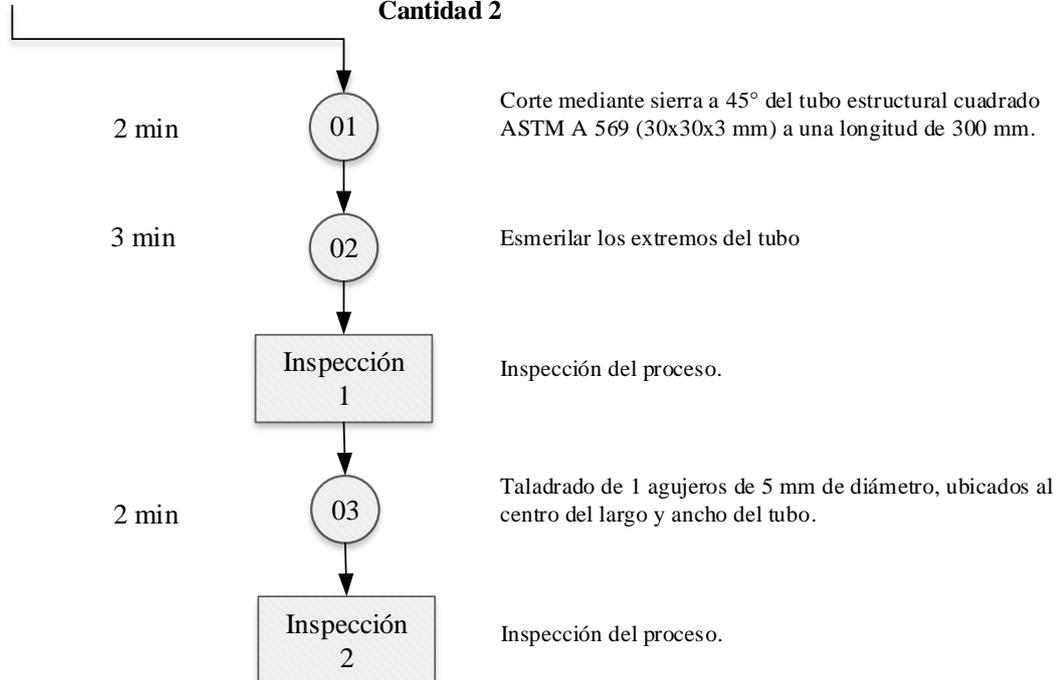 Cantidad 2
2 min
01
Corte mediante sierra a 45° del tubo estructural cuadrado
ASTM A 569 (30x30x3 mm) a una longitud de 300 mm.
3 min
02
Esmerilar los extremos del tubo
Inspección
1
Inspección del proceso.
2 min
03
Taladrado de 1 agujeros de 5 mm de diámetro, ubicados al
centro del largo y ancho del tubo.
Inspección
2
Inspección del proceso.